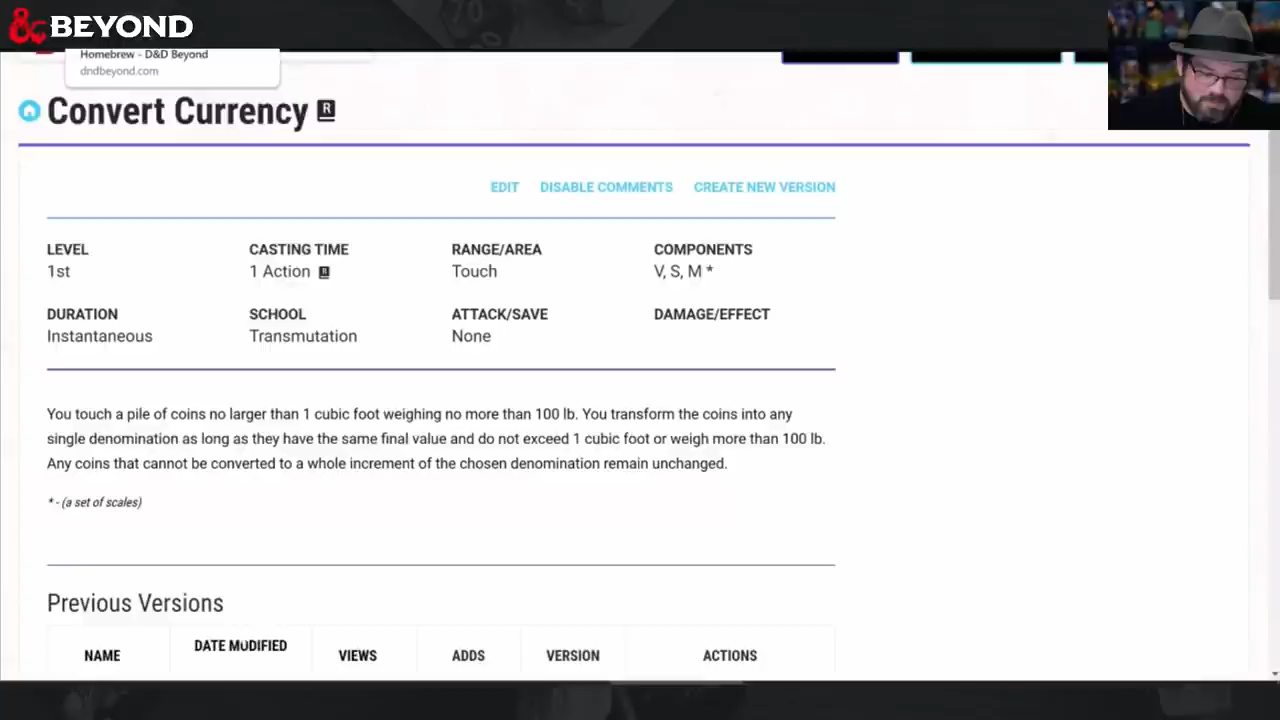 & BEYOND
Homebrew - D&D Beyond
dndbeyond.com
Convert Currency R
EDIT DISABLE COMMENTS CREATE NEW VERSION
LEVEL CASTING TIME RANGE/AREA COMPONENTS
1st 1 Action R Touch V, S, M *
DURATION SCHOOL ATTACK/SAVE DAMAGE/EFFECT
Instantaneous Transmutation None
You touch a pile of coins no larger than 1 cubic foot weighing no more than 100 lb. You transform the coins into any
single denomination as long as they have the same final value and do not exceed 1 cubic foot or weigh more than 100 lb.
Any coins that cannot be converted to a whole increment of the chosen denomination remain unchanged.
* - (a set of scales)
Previous Versions
NAME DATE MODIFIED VIEWS ADDS VERSION ACTIONS